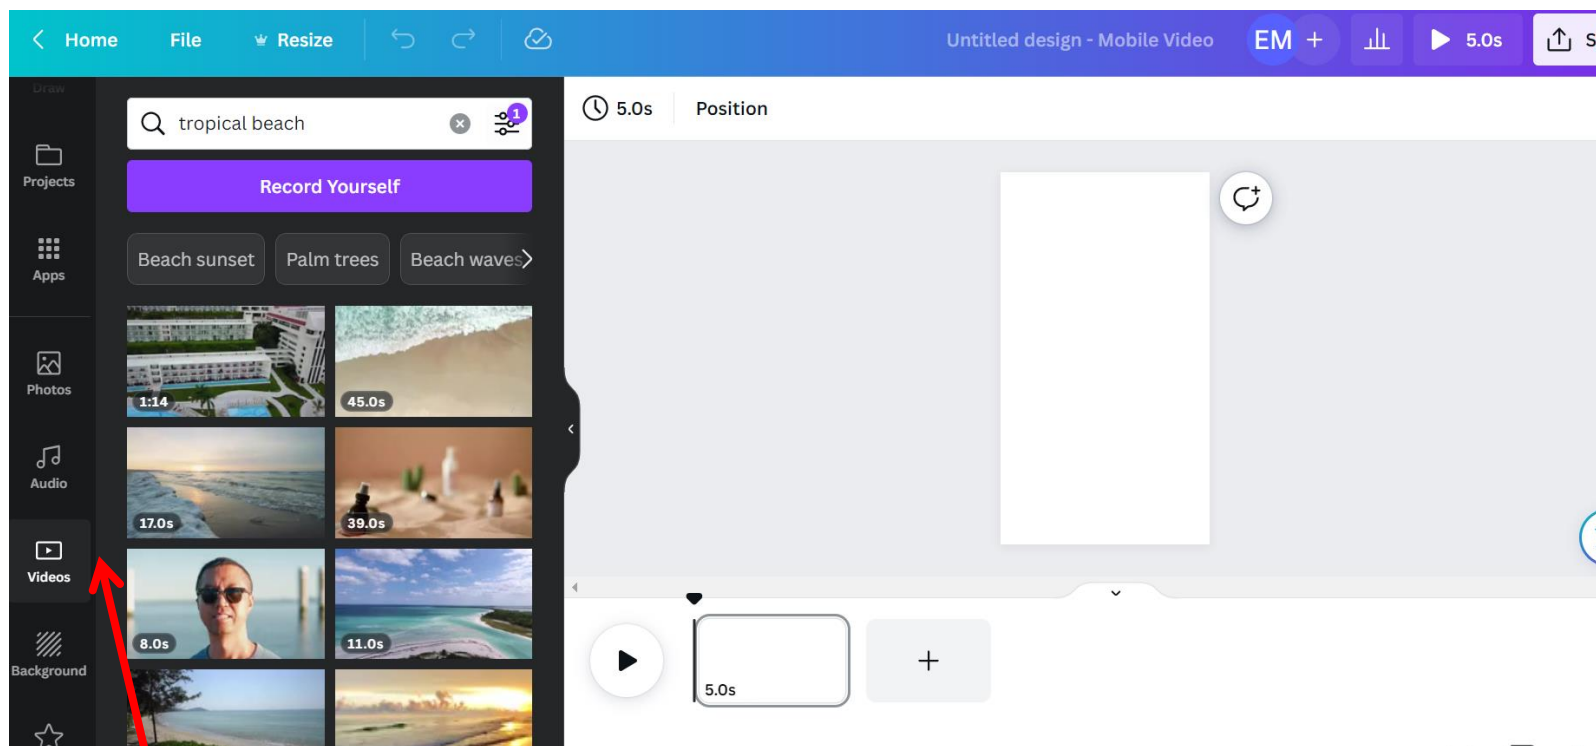 Home File Resize Untitled design - Mobile Video EM + 5.0s S
Draw
tropical beach 1
5.0s Position
Projects
Record Yourself
Apps
Beach sunset Palm trees Beach waves
Photos
1:14 45.0s
Audio
17.0s 39.0s
Videos
8.0s 11.0s
Background
5.0s